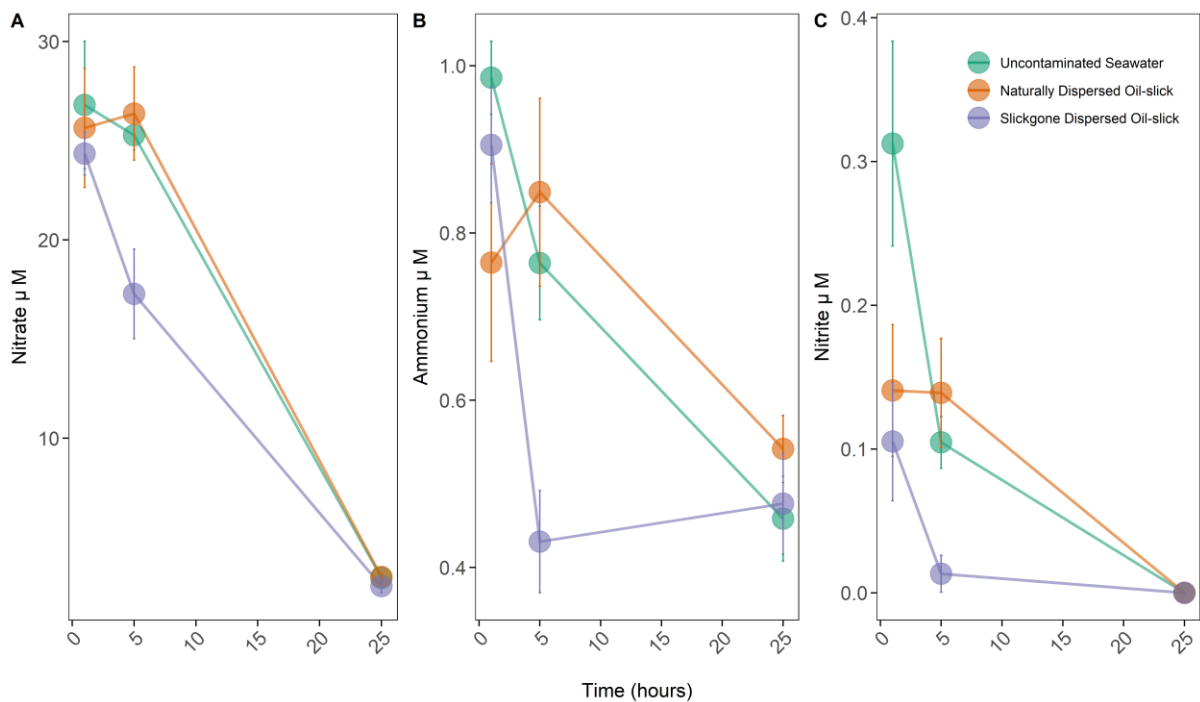 A
Nitrate µ M
30
20
10
0 5 10 15 20 25
B
Ammonium µ M
1.0
0.8
0.6
0.4
0 5 10 15 20 25
C
Nitrite µ M
0.4
0.3
0.2
0.1
0.0
0 5 10 15 20 25
Uncontaminated Seawater
Naturally Dispersed Oil-slick
Slickgone Dispersed Oil-slick
Time (hours)